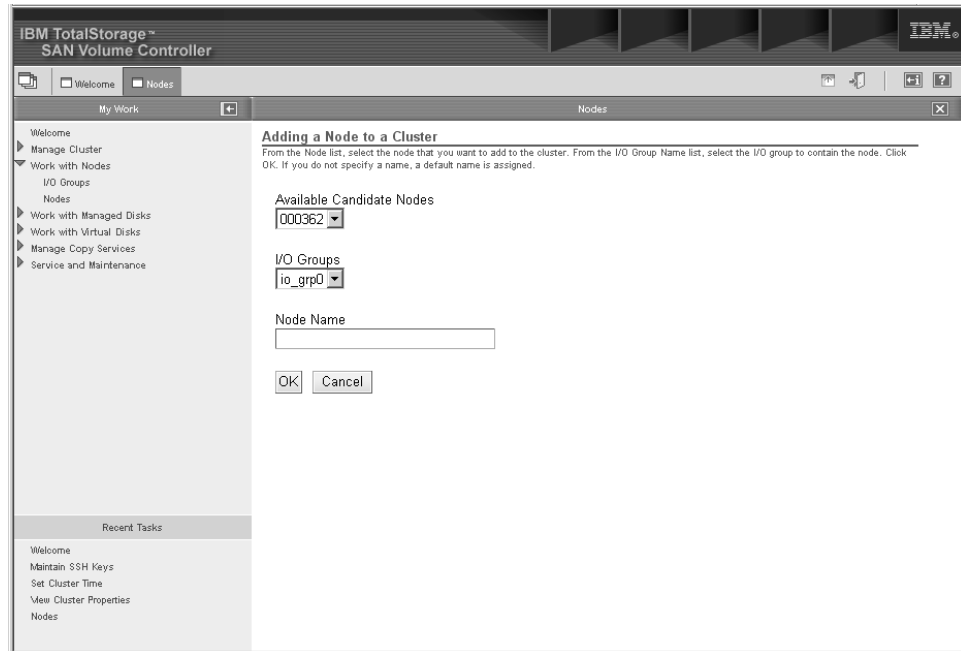 IBM TotalStorage™
SAN Volume Controller
IBM®
Welcome
Nodes
?
My Work
Nodes
Welcome
Manage Cluster
Work with Nodes
I/O Groups
Nodes
Work with Managed Disks
Work with Virtual Disks
Manage Copy Services
Service and Maintenance
Recent Tasks
Welcome
Maintain SSH Keys
Set Cluster Time
View Cluster Properties
Nodes
Adding a Node to a Cluster
From the Node list, select the node that you want to add to the cluster. From the I/O Group Name list, select the I/O group to contain the node. Click
OK. If you do not specify a name, a default name is assigned.
Available Candidate Nodes
000362
I/O Groups
io_grp0
Node Name
OK Cancel